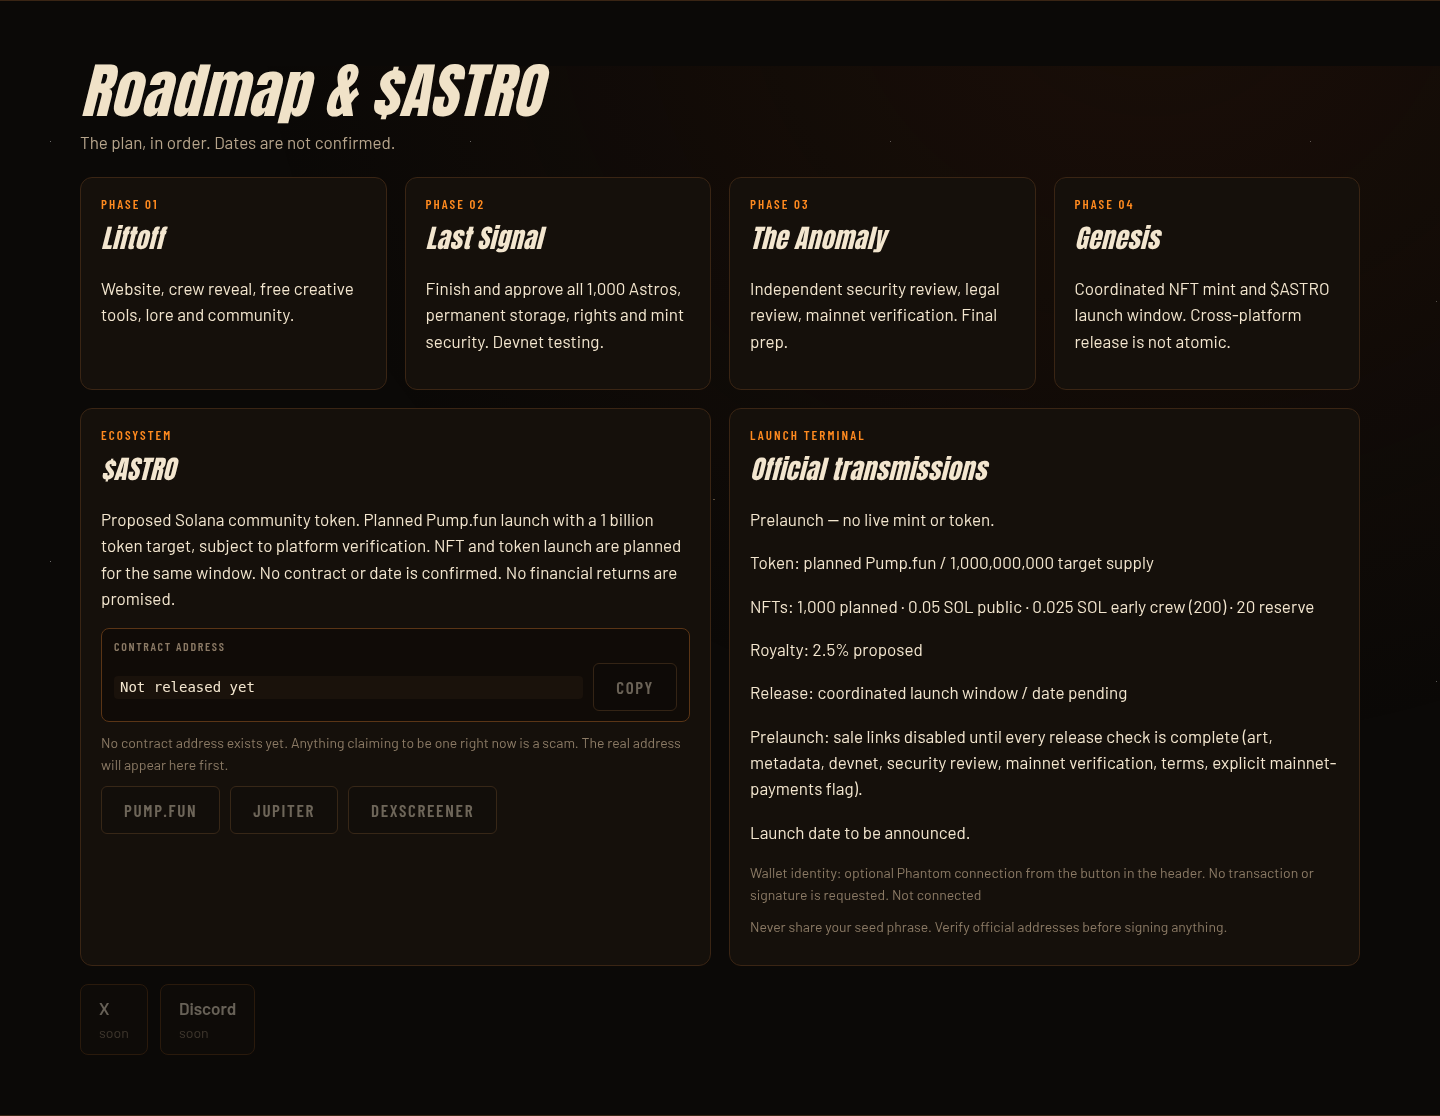 Roadmap & $ASTRO
The plan, in order. Dates are not confirmed.
PHASE 01
Liftoff
Website, crew reveal, free creative
tools, lore and community.
PHASE 02
Last Signal
Finish and approve all 1,000 Astros,
permanent storage, rights and mint
security. Devnet testing.
PHASE 03
The Anomaly
Independent security review, legal
review, mainnet verification. Final
prep.
PHASE 04
Genesis
Coordinated NFT mint and $ASTRO
launch window. Cross-platform
release is not atomic.
ECOSYSTEM
$ASTRO
Proposed Solana community token. Planned Pump.fun launch with a 1 billion
token target, subject to platform verification. NFT and token launch are planned
for the same window. No contract or date is confirmed. No financial returns are
promised.
CONTRACT ADDRESS
Not released yet
COPY
No contract address exists yet. Anything claiming to be one right now is a scam. The real address
will appear here first.
PUMP.FUN
JUPITER
DEXSCREENER
LAUNCH TERMINAL
Official transmissions
Prelaunch — no live mint or token.
Token: planned Pump.fun / 1,000,000,000 target supply
NFTs: 1,000 planned · 0.05 SOL public · 0.025 SOL early crew (200) · 20 reserve
Royalty: 2.5% proposed
Release: coordinated launch window / date pending
Prelaunch: sale links disabled until every release check is complete (art,
metadata, devnet, security review, mainnet verification, terms, explicit mainnet-
payments flag).
Launch date to be announced.
Wallet identity: optional Phantom connection from the button in the header. No transaction or
signature is requested. Not connected
Never share your seed phrase. Verify official addresses before signing anything.
X
soon
Discord
soon